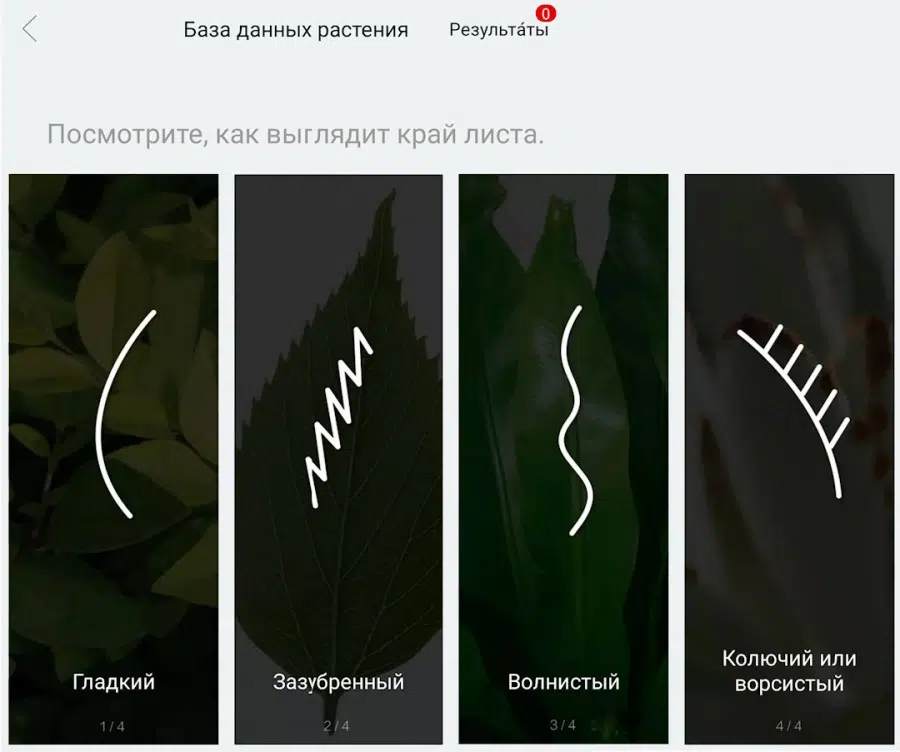 База данных растения
Результа́ты
0
Посмотрите, как выглядит край листа.
Гладкий
1/4
Зазубренный
2/4
Волнистый
3/4
Колючий или
ворсистый
4/4